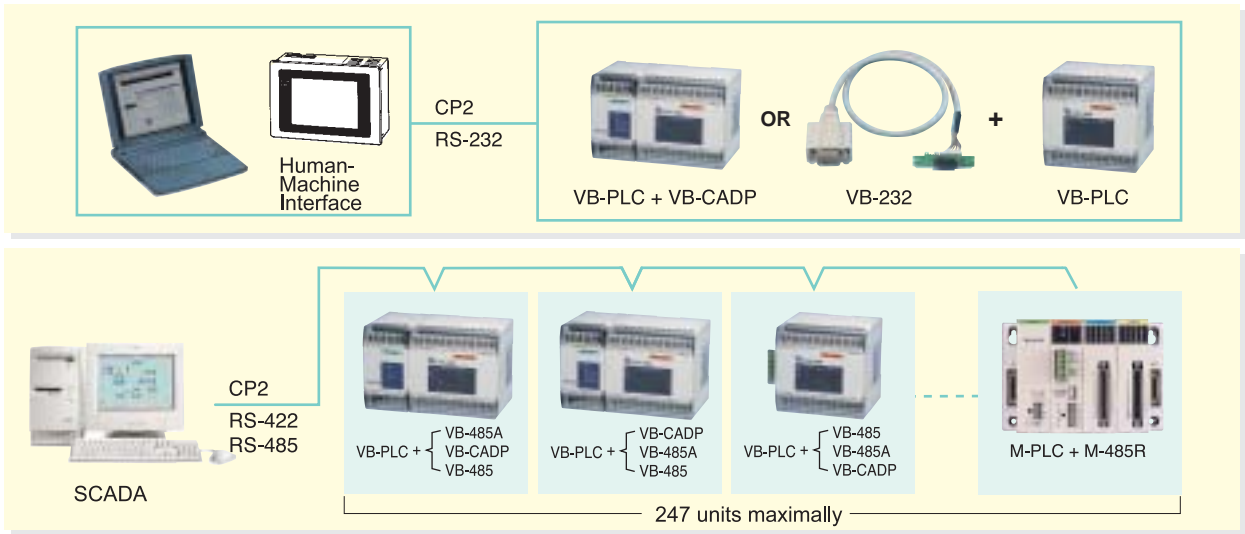 Human-
Machine
Interface
CP2
RS-232
VB-PLC + VB-CADP
OR
VB-232
+
VB-PLC
SCADA
CP2
RS-422
RS-485
VB-PLC + { VB-485A
VB-CADP
VB-485
VB-PLC + { VB-CADP
VB-485A
VB-485
VB-PLC + { VB-485
VB-485A
VB-CADP
M-PLC + M-485R
247 units maximally